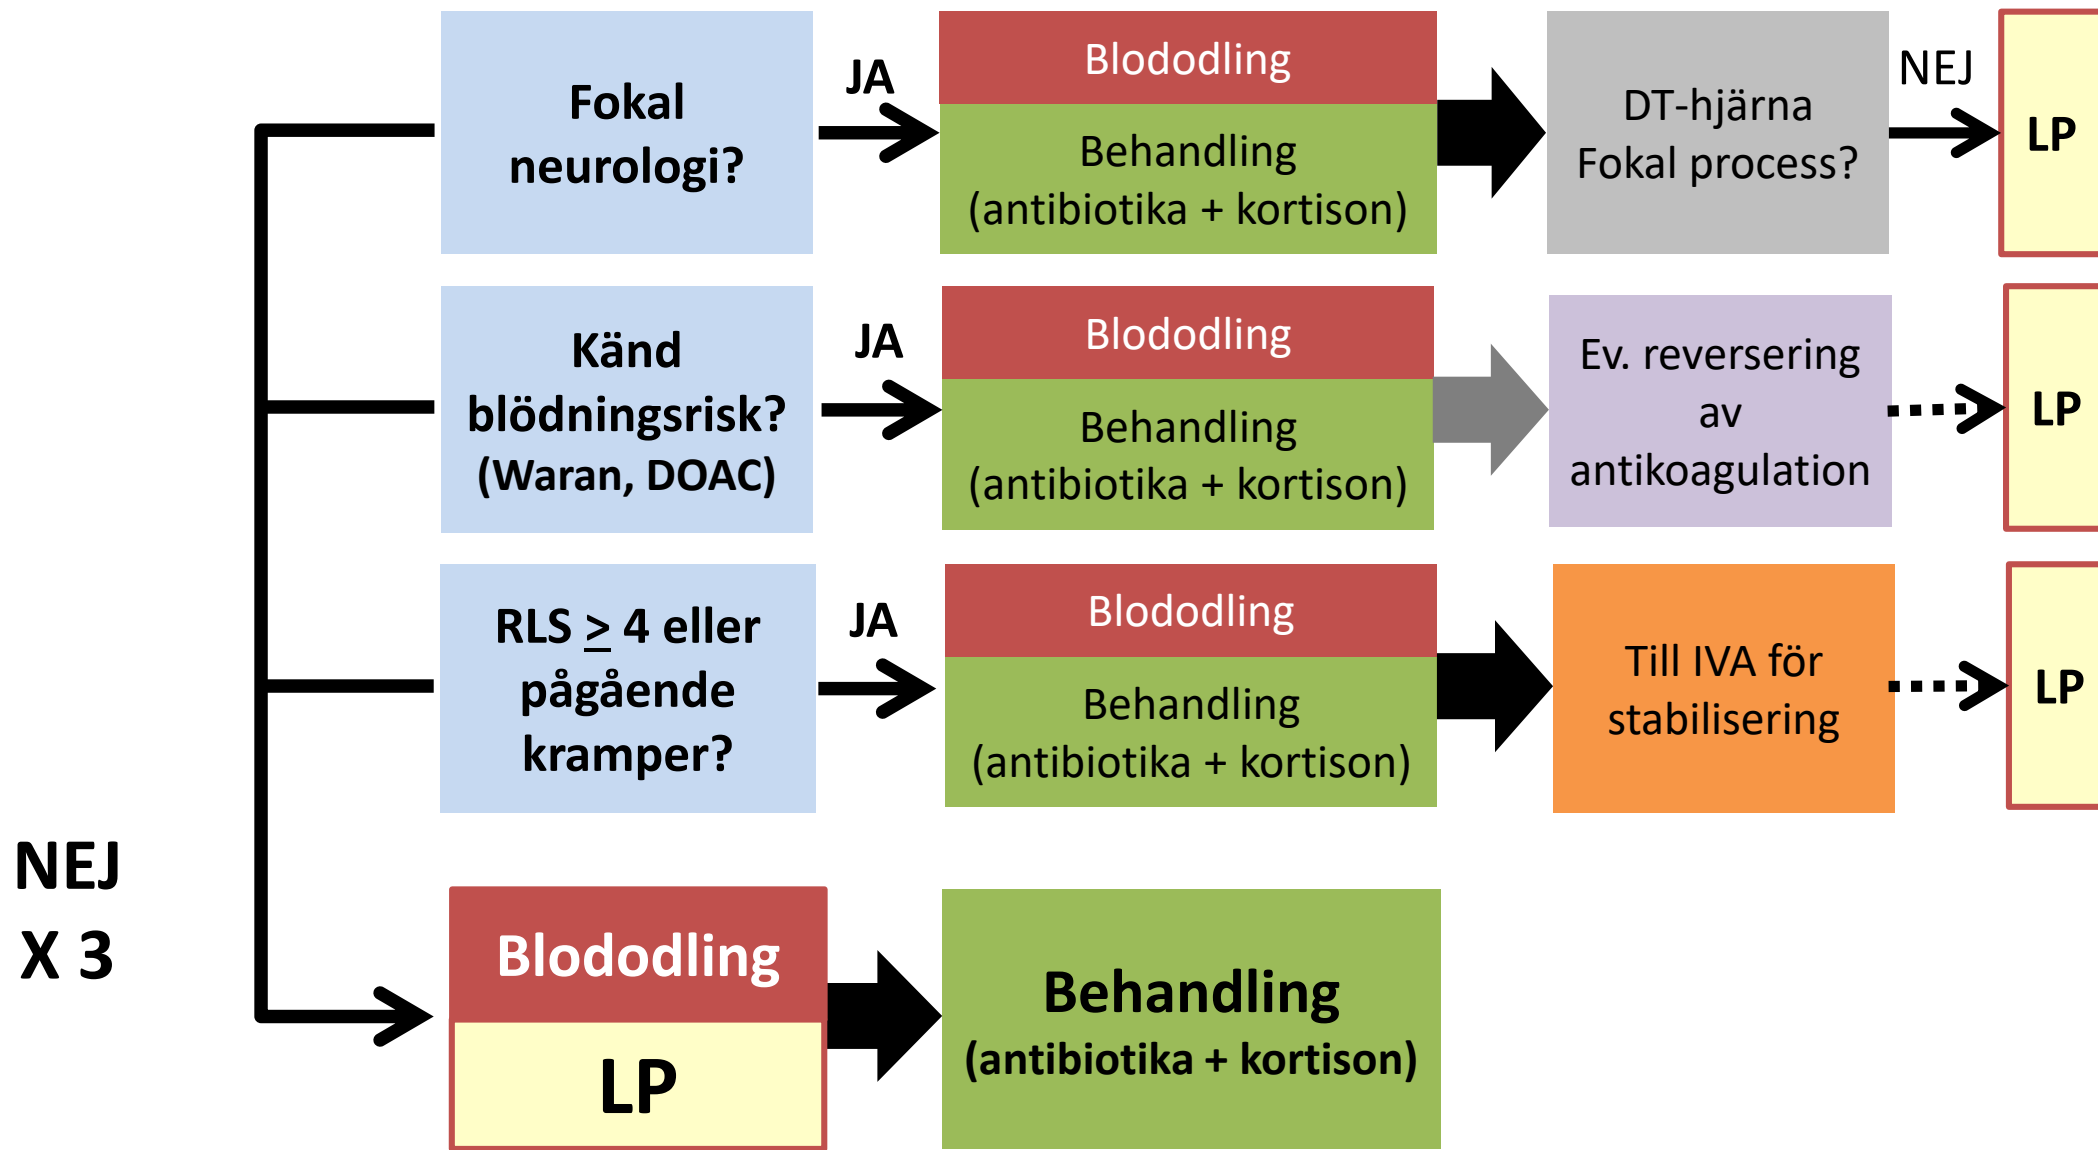 Fokal
neurologi?
JA
Blododling
Behandling
(antibiotika + kortison)
DT-hjärna
Fokal process?
NEJ
LP
Känd
blödningsrisk?
(Waran, DOAC)
JA
Blododling
Behandling
(antibiotika + kortison)
Ev. reversering
av
antikoagulation
LP
RLS ≥ 4 eller
pågående
kramper?
JA
Blododling
Behandling
(antibiotika + kortison)
Till IVA för
stabilisering
LP
NEJ
X 3
Blododling
LP
Behandling
(antibiotika + kortison)